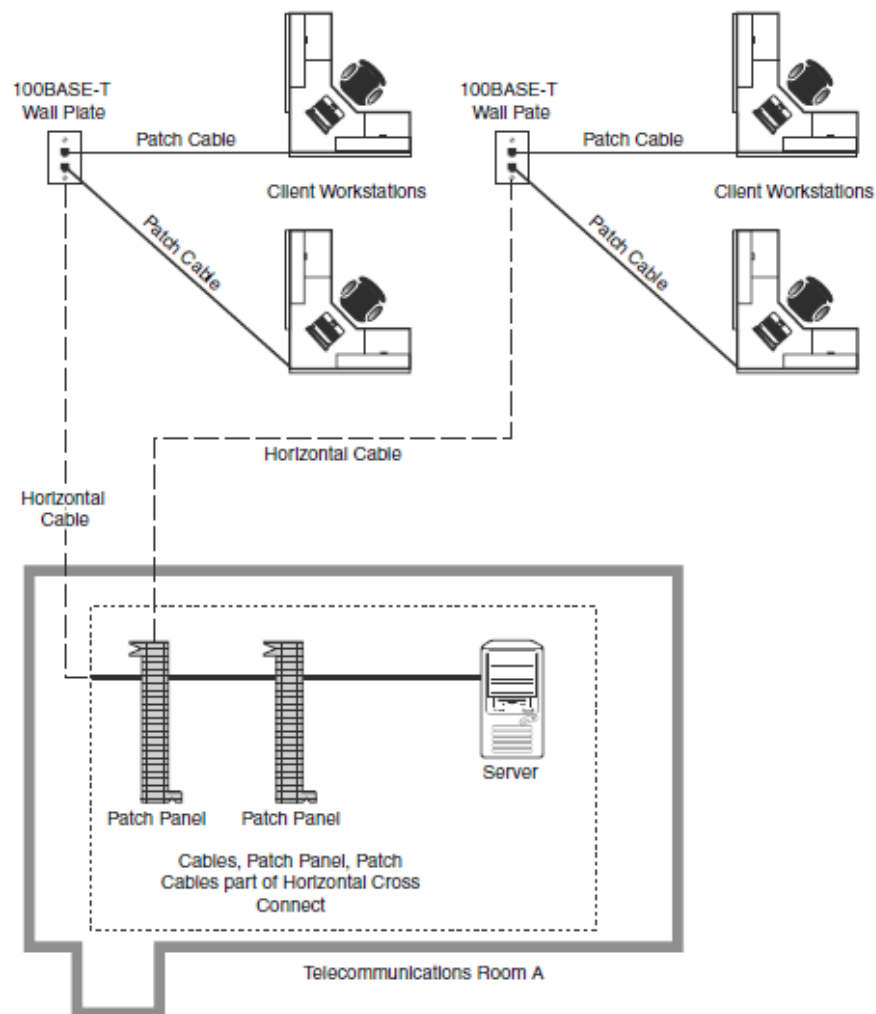 100BASE-T
Wall Plate
Patch Cable
Client Workstations
Patch Cable
100BASE-T
Wall Pate
Patch Cable
Client Workstations
Patch Cable
Horizontal Cable
Horizontal
Cable
Server
Patch Panel
Patch Panel
Cables, Patch Panel, Patch
Cables part of Horizontal Cross
Connect
Telecommunications Room A